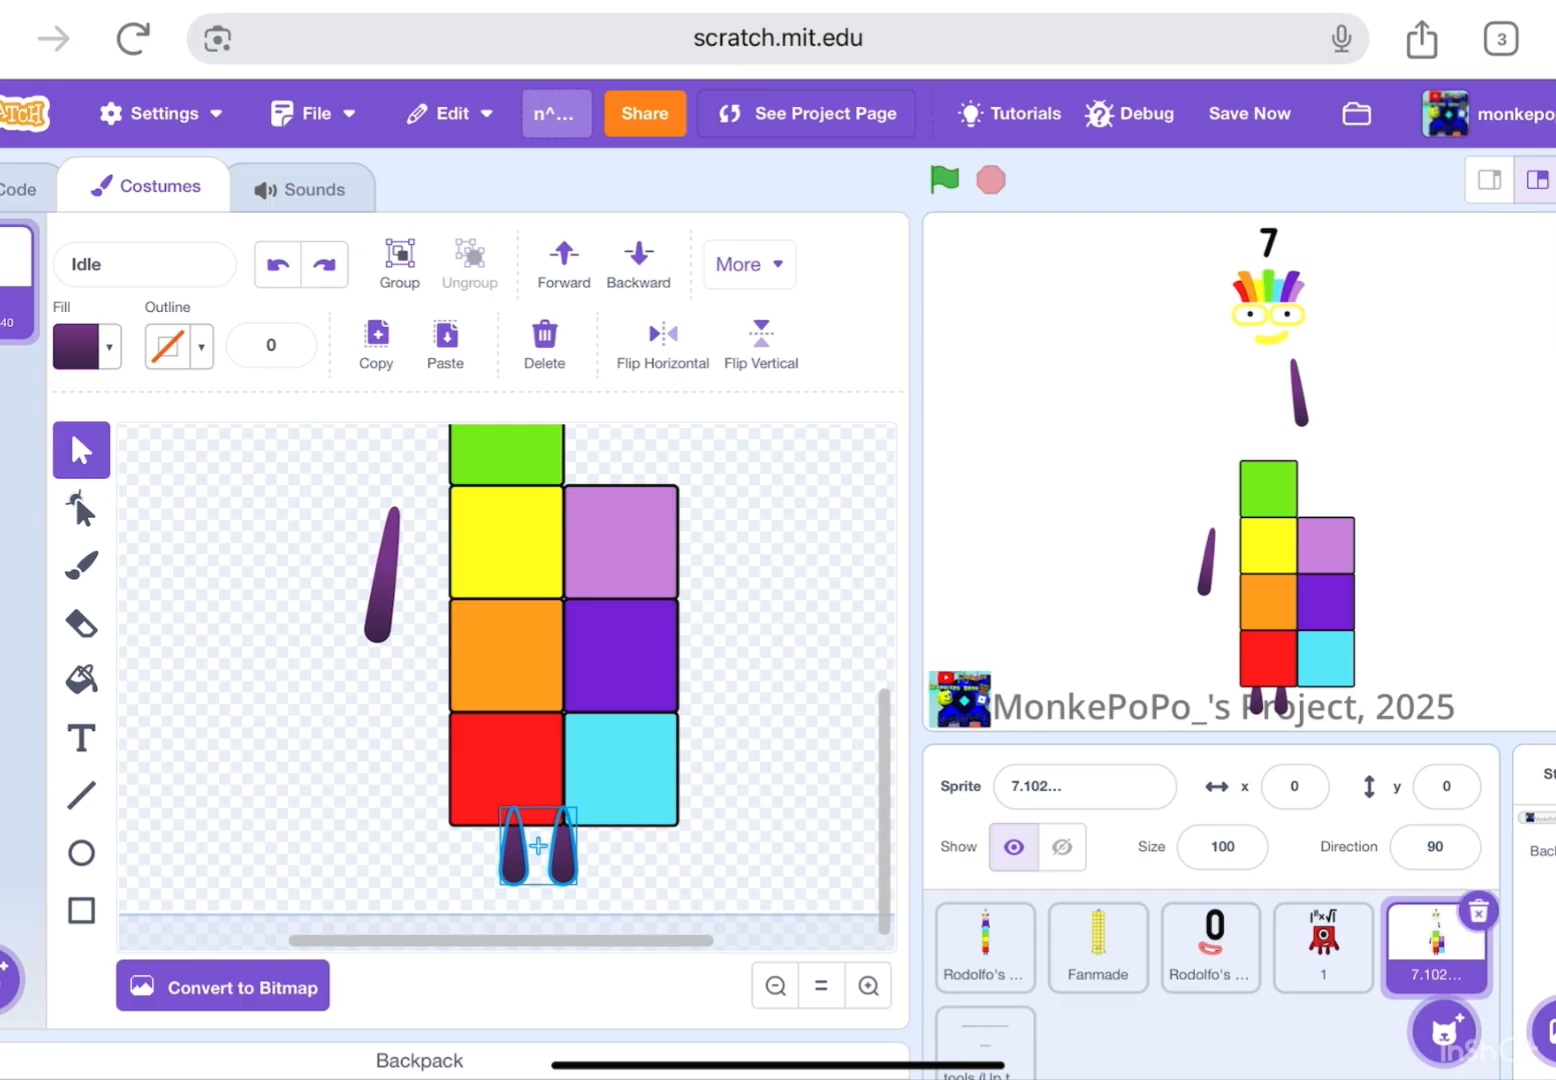 scratch.mit.edu
3
Settings
File
Edit
n^...
Share
See Project Page
Tutorials
Debug
Save Now
monkepo
Code
Costumes
Sounds
Idle
Group
Ungroup
Forward
Backward
More
Fill
Outline
0
Copy
Paste
Delete
Flip Horizontal
Flip Vertical
40
7
MonkePoPo_'s Project, 2025
Sprite
7.102...
x
0
y
0
Show
Size
100
Direction
90
Rodolfo's ...
Fanmade
0
Rodolfo's ...
1
7.102...
Convert to Bitmap
Backpack
InShO